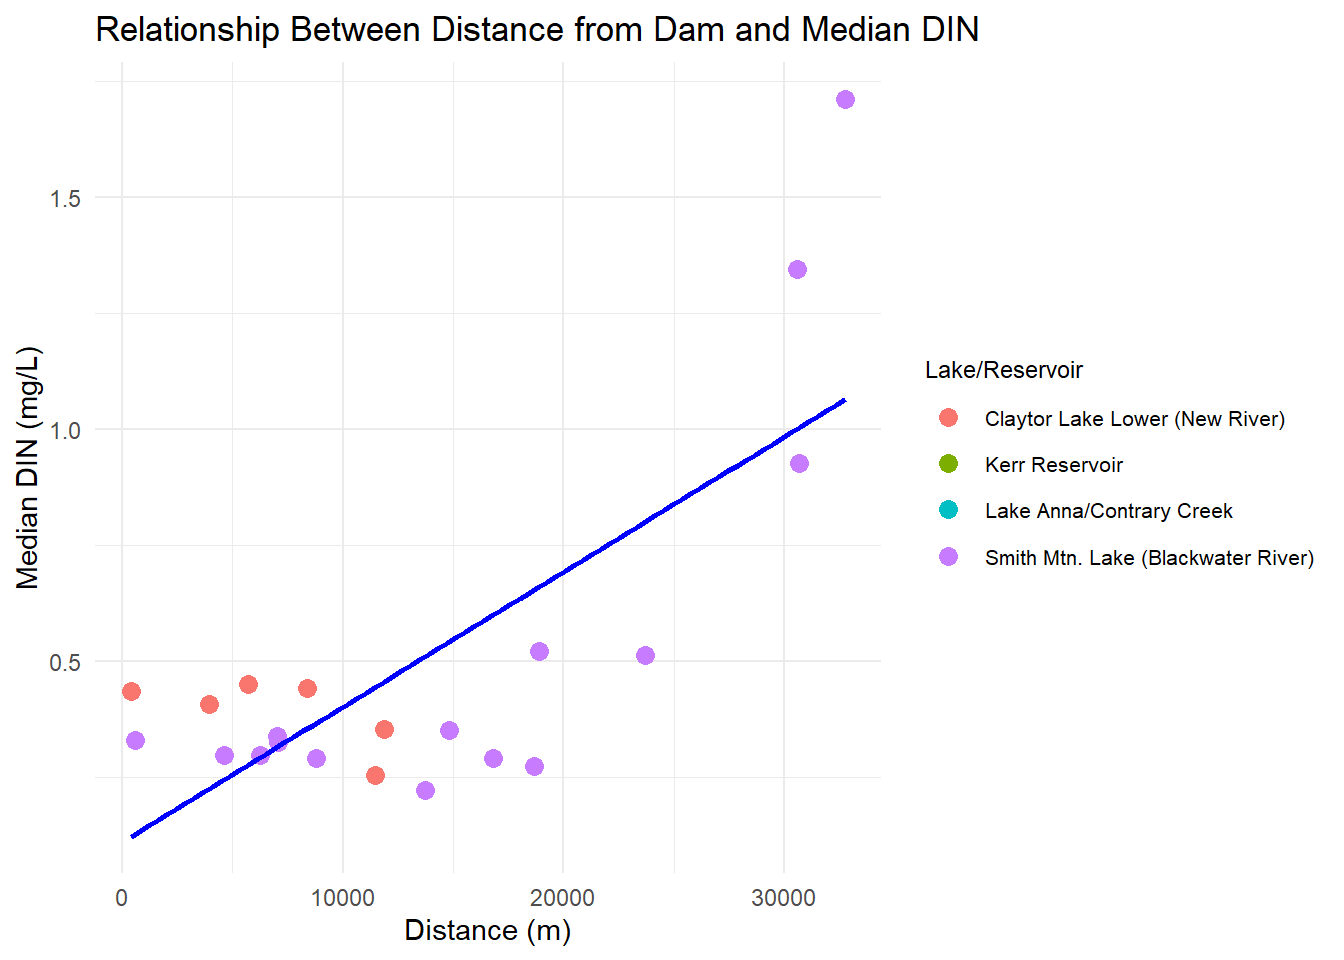 Relationship Between Distance from Dam and Median DIN
Median DIN (mg/L)
1.5
1.0
0.5
0
10000
20000
30000
Distance (m)
Lake/Reservoir
Claytor Lake Lower (New River)
Kerr Reservoir
Lake Anna/Contrary Creek
Smith Mtn. Lake (Blackwater River)